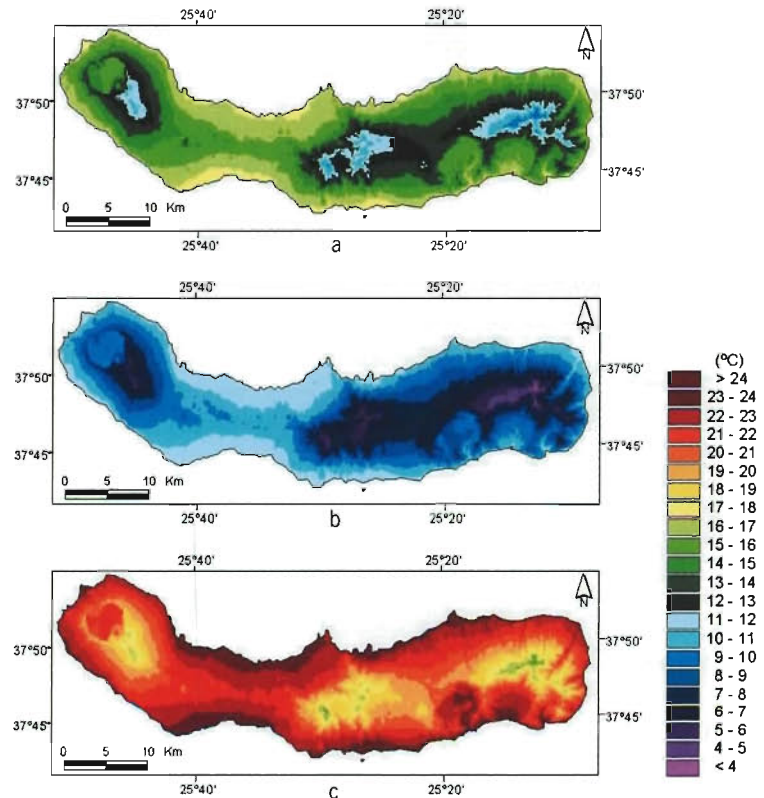 25°40' 25°20'
N
37°50' 37°50'
37°45' 37°45'
0 5 10 Km
25°40' 25°20'
a
25°40' 25°20'
N
37°50' 37°50'
37°45' 37°45'
0 5 10 Km
25°40' 25°20'
b
25°40' 25°20'
N
37°50' 37°50'
37°45' 37°45'
0 5 10 Km
25°40' 25°20'
c
(ºC)
> 24
23 - 24
22 - 23
21 - 22
20 - 21
19 - 20
18 - 19
17 - 18
16 - 17
15 - 16
14 - 15
13 - 14
12 - 13
11 - 12
10 - 11
9 - 10
8 - 9
7 - 8
6 - 7
5 - 6
4 - 5
< 4